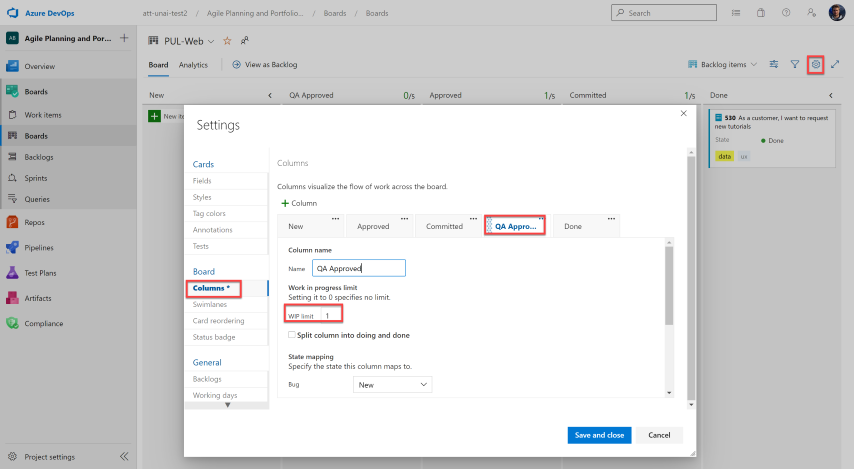 Azure DevOps
att-unai-test2 / Agile Planning and Portfolio... / Boards / Boards
Search
AB Agile Planning and Por... +
PUL-Web
Overview
Board Analytics View as Backlog
Backlog items
Boards
New
QA Approved 0/5
Approved 1/5
Committed 1/5
Done
Work items
Boards
Backlogs
Sprints
Queries
Repos
Pipelines
Test Plans
Artifacts
Compliance
Project settings
New ite
530 As a customer, I want to request
new tutorials
State Done
data ux
Settings
Cards
Fields
Styles
Tag colors
Annotations
Tests
Board
Columns *
Swimlanes
Card reordering
Status badge
General
Backlogs
Working days
Columns
Columns visualize the flow of work across the board.
+ Column
New Approved Committed QA Appro... Done
Column name
Name QA Approved
Work in progress limit
Setting it to 0 specifies no limit.
WIP limit 1
Split column into doing and done
State mapping
Specify the state this column maps to.
Bug New
Save and close Cancel